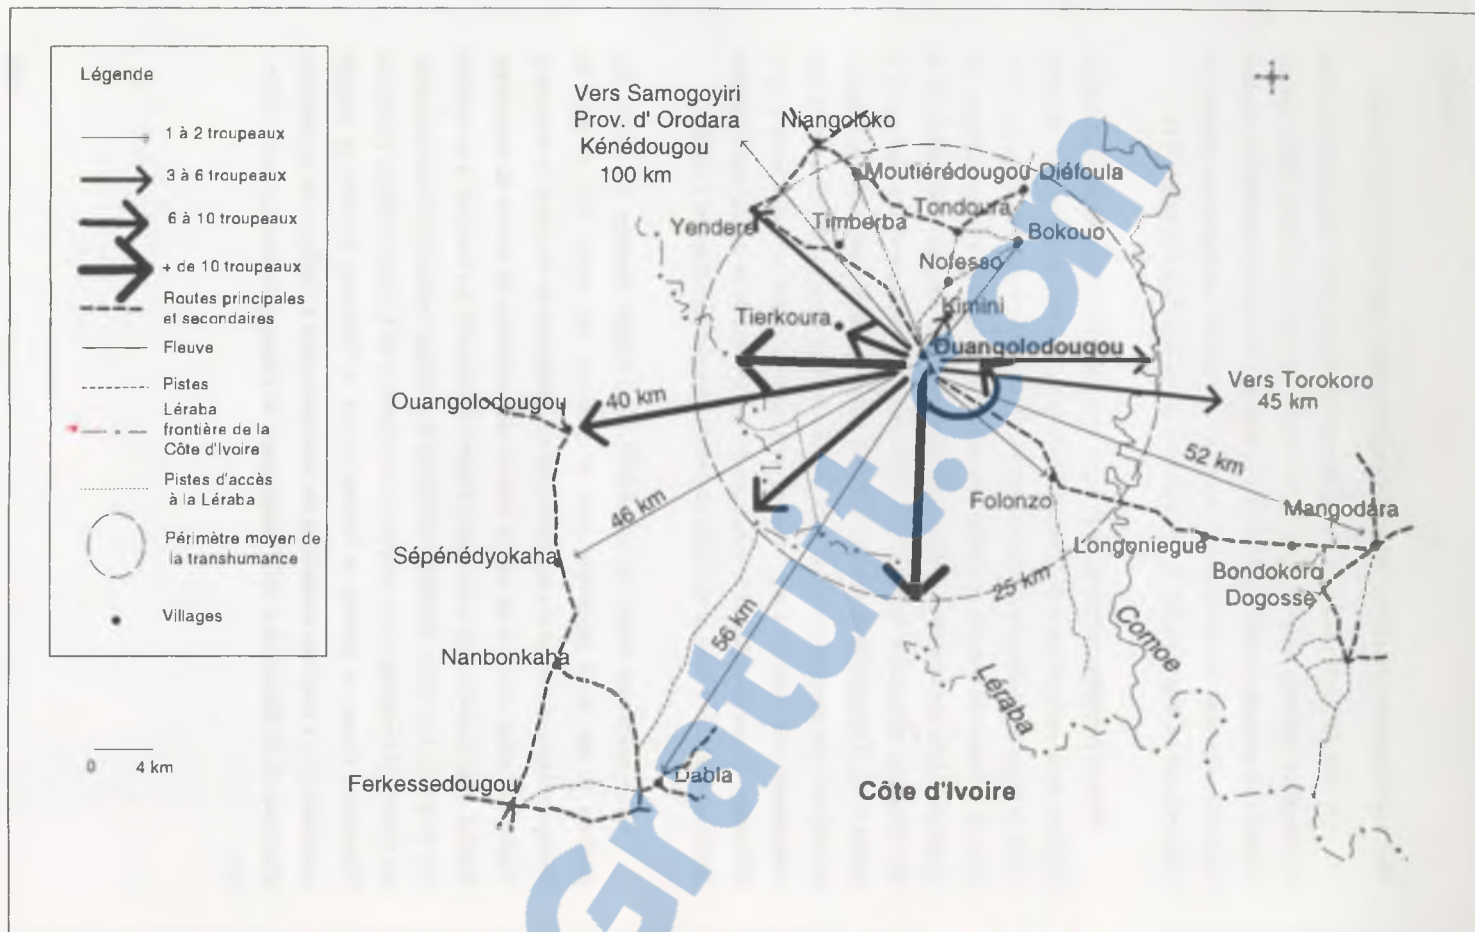 Légende
1 à 2 troupeaux
3 à 6 troupeaux
6 à 10 troupeaux
+ de 10 troupeaux
Routes principales
et secondaires
Fleuve
Pistes
Léraba
frontière de la
Côte d'Ivoire
Pistes d'accès
à la Léraba
Périmètre moyen de
la transhumance
Villages
0 4 km
Vers Samogoyiri
Prov. d' Orodara
Kénédougou
100 km
Niangoloko
Moutiérédougou
Diéfoula
Yendere
Timberba
Tondoura
Bokouo
Nofesso
Kimini
Tierkoura
Ouangolodougou
Ouangolodougou
40 km
Vers Torokoro
45 km
52 km
46 km
Folonzo
Mangodara
Sépénédyokaha
Longoniegue
Bondokora
Dogossè
25 km
56 km
Comoe
Nanbonkaha
Léraba
Dabla
Ferkessedougou
Côte d'Ivoire
Gratuit.com